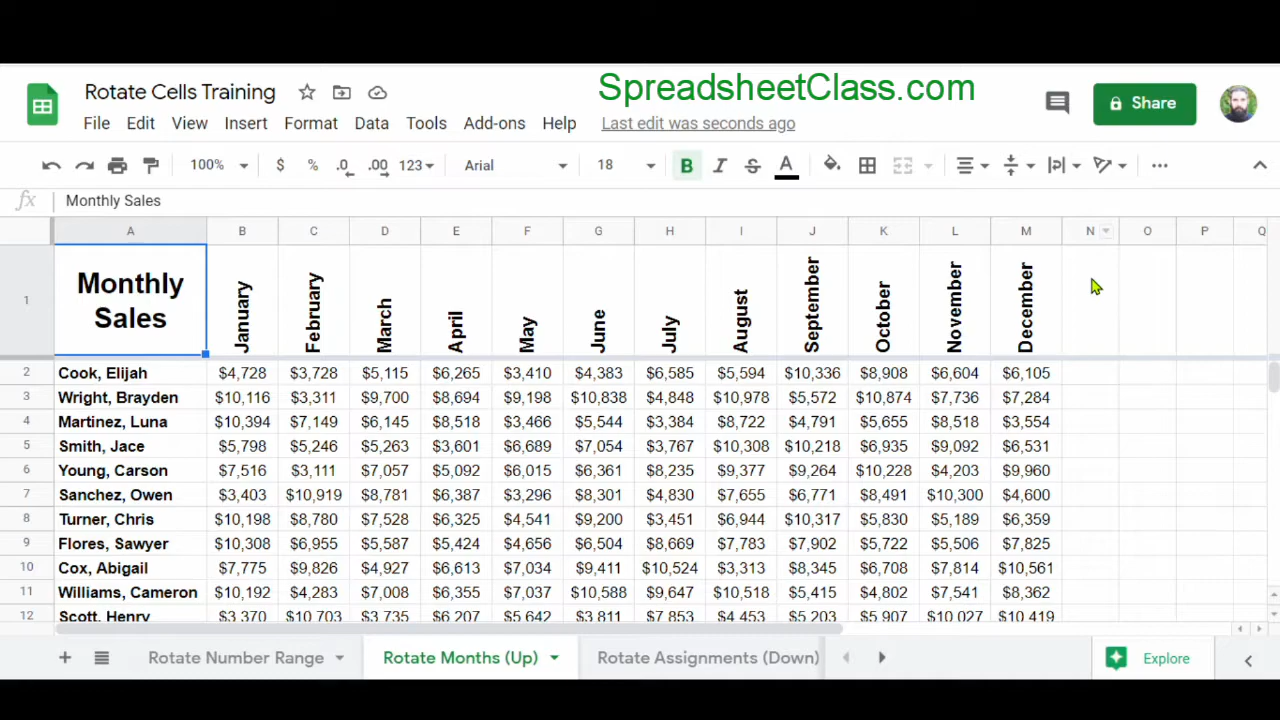 SpreadsheetClass.com
Rotate Cells Training
File Edit View Insert Format Data Tools Add-ons Help Last edit was seconds ago
Share
100% $ % .0 .00 123 Arial 18 B I S A
fx Monthly Sales
A B C D E F G H I J K L M N O P Q
1 Monthly Sales January February March April May June July August September October November December
2 Cook, Elijah $4,728 $3,728 $5,115 $6,265 $3,410 $4,383 $6,585 $5,594 $10,336 $8,908 $6,604 $6,105
3 Wright, Brayden $10,116 $3,311 $9,700 $8,694 $9,198 $10,838 $4,848 $10,978 $5,572 $10,874 $7,736 $7,284
4 Martinez, Luna $10,394 $7,149 $6,145 $8,518 $3,466 $5,544 $3,384 $8,722 $4,791 $5,655 $8,518 $3,554
5 Smith, Jace $5,798 $5,246 $5,263 $3,601 $6,689 $7,054 $3,767 $10,308 $10,218 $6,935 $9,092 $6,531
6 Young, Carson $7,516 $3,111 $7,057 $5,092 $6,015 $6,361 $8,235 $9,377 $9,264 $10,228 $4,203 $9,960
7 Sanchez, Owen $3,403 $10,919 $8,781 $6,387 $3,296 $8,301 $4,830 $7,655 $6,771 $8,491 $10,300 $4,600
8 Turner, Chris $10,198 $8,780 $7,528 $6,325 $4,541 $9,200 $3,451 $6,944 $10,317 $5,830 $5,189 $6,359
9 Flores, Sawyer $10,308 $6,955 $5,587 $5,424 $4,656 $6,504 $8,669 $7,783 $7,902 $5,722 $5,506 $7,825
10 Cox, Abigail $7,775 $9,826 $4,927 $6,613 $7,034 $9,411 $10,524 $3,313 $8,345 $6,708 $7,814 $10,561
11 Williams, Cameron $10,192 $4,283 $7,008 $6,355 $7,037 $10,588 $9,647 $10,518 $5,415 $4,802 $7,541 $8,362
12 Scott, Henry $3,370 $10,703 $3,735 $6,207 $5,642 $3,811 $7,853 $4,453 $5,203 $5,907 $10,027 $10,419
Rotate Number Range Rotate Months (Up) Rotate Assignments (Down) Explore